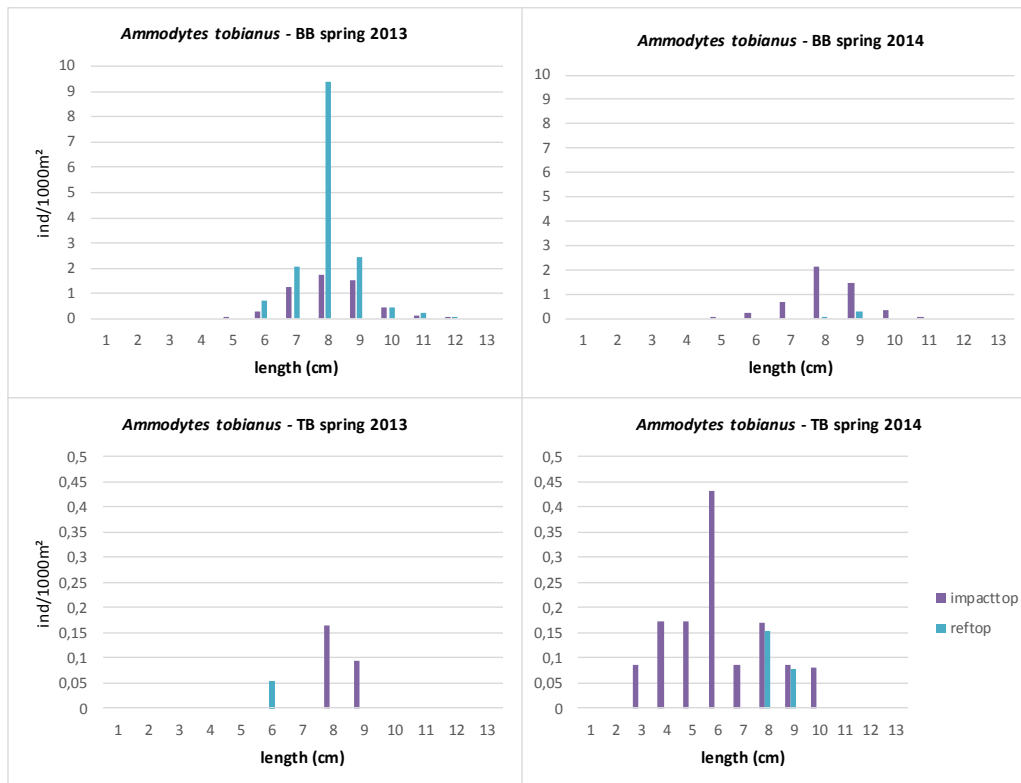 Ammodytes tobianus - BB spring 2013
10
9
8
7
6
5
4
3
2
1
0
ind/1000m²
1 2 3 4 5 6 7 8 9 10 11 12 13
length (cm)
Ammodytes tobianus - BB spring 2014
10
9
8
7
6
5
4
3
2
1
0
1 2 3 4 5 6 7 8 9 10 11 12 13
length (cm)
Ammodytes tobianus - TB spring 2013
0,5
0,45
0,4
0,35
0,3
0,25
0,2
0,15
0,1
0,05
0
ind/1000m²
1 2 3 4 5 6 7 8 9 10 11 12 13
length (cm)
Ammodytes tobianus - TB spring 2014
0,5
0,45
0,4
0,35
0,3
0,25
0,2
0,15
0,1
0,05
0
1 2 3 4 5 6 7 8 9 10 11 12 13
length (cm)
impacttop
reftop